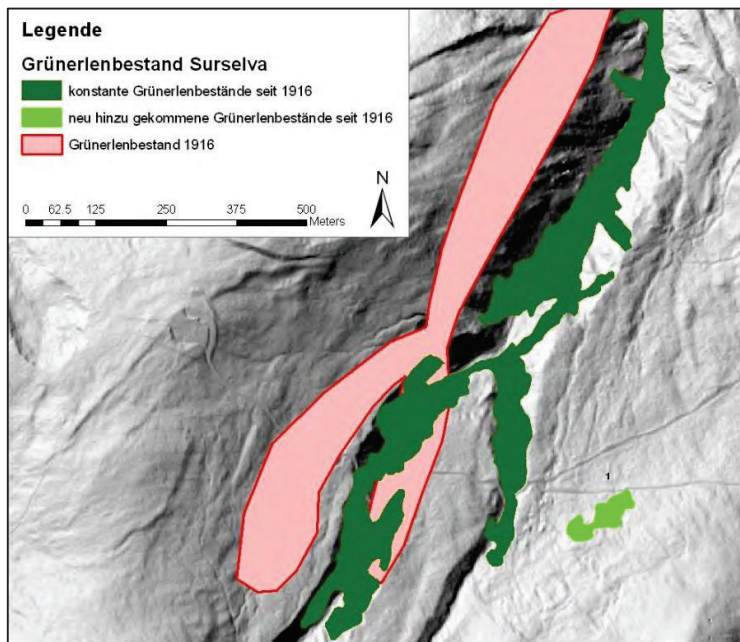 Legende
Grünerlenbestand Surselva
konstante Grünerlenbestände seit 1916
neu hinzu gekommene Grünerlenbestände seit 1916
Grünerlenbestand 1916
N
0 62.5 125 250 375 500
Meters
1